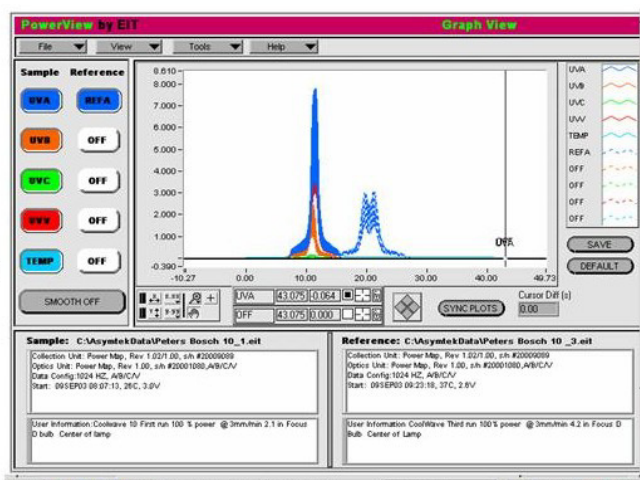 PowerView by EIT Graph View
File View Tools Help
Sample Reference
UVA REFA
UVB OFF
UVC OFF
UVV OFF
TEMP OFF
SMOOTH OFF
8.610
8.000
7.000
6.000
5.000
4.000
3.000
2.000
1.000
-0.390
-10.27 0.00 10.00 20.00 30.00 40.00 49.73
UVA
UVB
UVC
UVV
TEMP
REFA
OFF
OFF
OFF
OFF
SAVE
DEFAULT
UVA 43.075 -0.064
OFF 43.075 0.000
SYNC PLOTS
Cursor Diff (s)
0.00
Sample: C:\AsymtekData\Peters Bosch 10_1.eit
Collection Unit: Power Map, Rev 1.02/1.00, s/n #20009089
Optics Unit: Power Map, Rev 1.00, s/n #20001080,A/B/C/V
Data Config:1024 HZ, A/B/C/V
Start: 09SEP03 08:07:13, 26C, 3.0V
User Information:Coolwave 10 First run 100 % power @ 3mm/min 2.1 in Focus
D bulb Center of lamp
Reference: C:\AsymtekData\Peters Bosch 10 _3.eit
Collection Unit: Power Map, Rev 1.02/1.00, s/n #20009089
Optics Unit: Power Map, Rev 1.00, s/n #20001080,A/B/C/V
Data Config:1024 HZ, A/B/C/V
Start: 09SEP03 09:23:18, 37C, 2.8V
User Information CoolWave Third run 100% power @ 3mm/min 4.2 in Focus D
Bulb Center of Lamp